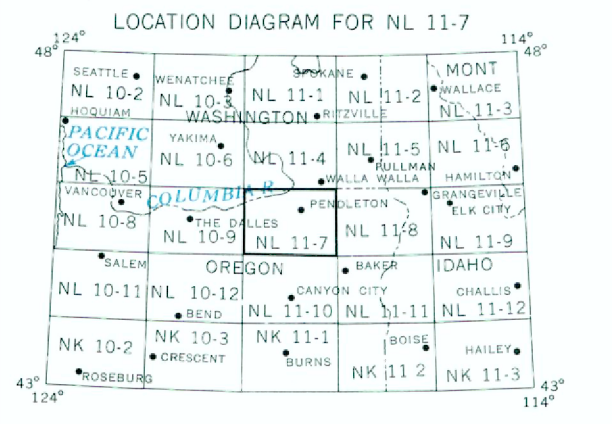 LOCATION DIAGRAM FOR NL 11-7
124° 114°
48° 48°
SEATTLE WENATCHEE SPOKANE MONT
NL 10-2 NL 10-3 NL 11-1 NL 11-2 WALLACE
NL 11-3
HOQUIAM WASHINGTON RITZVILLE
PACIFIC
OCEAN
YAKIMA NL 11-5 NL 11-6
NL 10-6 NL 11-4 PULLMAN
NL 10-5 WALLA WALLA HAMILTON
VANCOUVER COLUMBIA R GRANGEVILLE
PENDLETON ELK CITY
NL 10-8 THE DALLES NL 11-8
NL 10-9 NL 11-7 NL 11-9
SALEM OREGON BAKER IDAHO
NL 10-11 NL 10-12 CANYON CITY CHALLIS
NL 11-10 NL 11-11 NL 11-12
BEND
NK 10-2 NK 10-3 NK 11-1 BOISE HAILEY
CRESCENT BURNS
ROSEBURG NK 11 2 NK 11-3
43° 43°
124° 114°